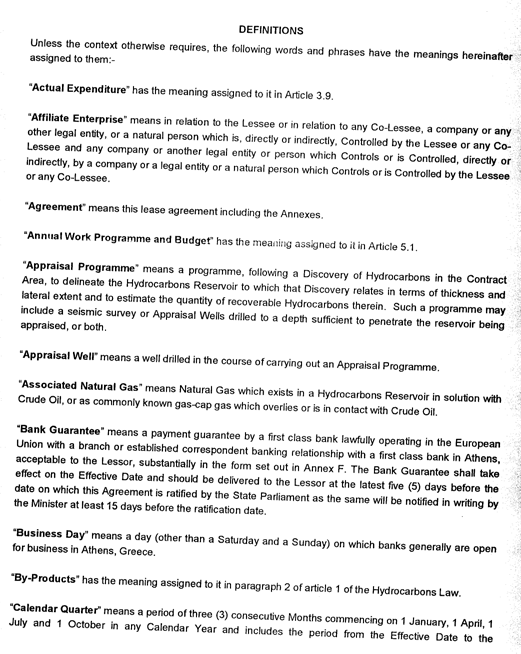 DEFINITIONS
Unless the context otherwise requires, the following words and phrases have the meanings hereinafter
assigned to them:-
"Actual Expenditure" has the meaning assigned to it in Article 3.9.
"Affiliate Enterprise" means in relation to the Lessee or in relation to any Co-Lessee, a company or any
other legal entity, or a natural person which is, directly or indirectly, Controlled by the Lessee or any Co-
Lessee and any company or another legal entity or person which Controls or is Controlled, directly or
indirectly, by a company or a legal entity or a natural person which Controls or is Controlled by the Lessee
or any Co-Lessee.
"Agreement" means this lease agreement including the Annexes.
"Annual Work Programme and Budget" has the meaning assigned to it in Article 5.1.
"Appraisal Programme" means a programme, following a Discovery of Hydrocarbons in the Contract
Area, to delineate the Hydrocarbons Reservoir to which that Discovery relates in terms of thickness and
lateral extent and to estimate the quantity of recoverable Hydrocarbons therein. Such a programme may
include a seismic survey or Appraisal Wells drilled to a depth sufficient to penetrate the reservoir being
appraised, or both.
"Appraisal Well" means a well drilled in the course of carrying out an Appraisal Programme.
"Associated Natural Gas" means Natural Gas which exists in a Hydrocarbons Reservoir in solution with
Crude Oil, or as commonly known gas-cap gas which overlies or is in contact with Crude Oil.
"Bank Guarantee" means a payment guarantee by a first class bank lawfully operating in the European
Union with a branch or established correspondent banking relationship with a first class bank in Athens,
acceptable to the Lessor, substantially in the form set out in Annex F. The Bank Guarantee shall take
effect on the Effective Date and should be delivered to the Lessor at the latest five (5) days before the
date on which this Agreement is ratified by the State Parliament as the same will be notified in writing by
the Minister at least 15 days before the ratification date.
"Business Day" means a day (other than a Saturday and a Sunday) on which banks generally are open
for business in Athens, Greece.
"By-Products" has the meaning assigned to it in paragraph 2 of article 1 of the Hydrocarbons Law.
"Calendar Quarter" means a period of three (3) consecutive Months commencing on 1 January, 1 April, 1
July and 1 October in any Calendar Year and includes the period from the Effective Date to the